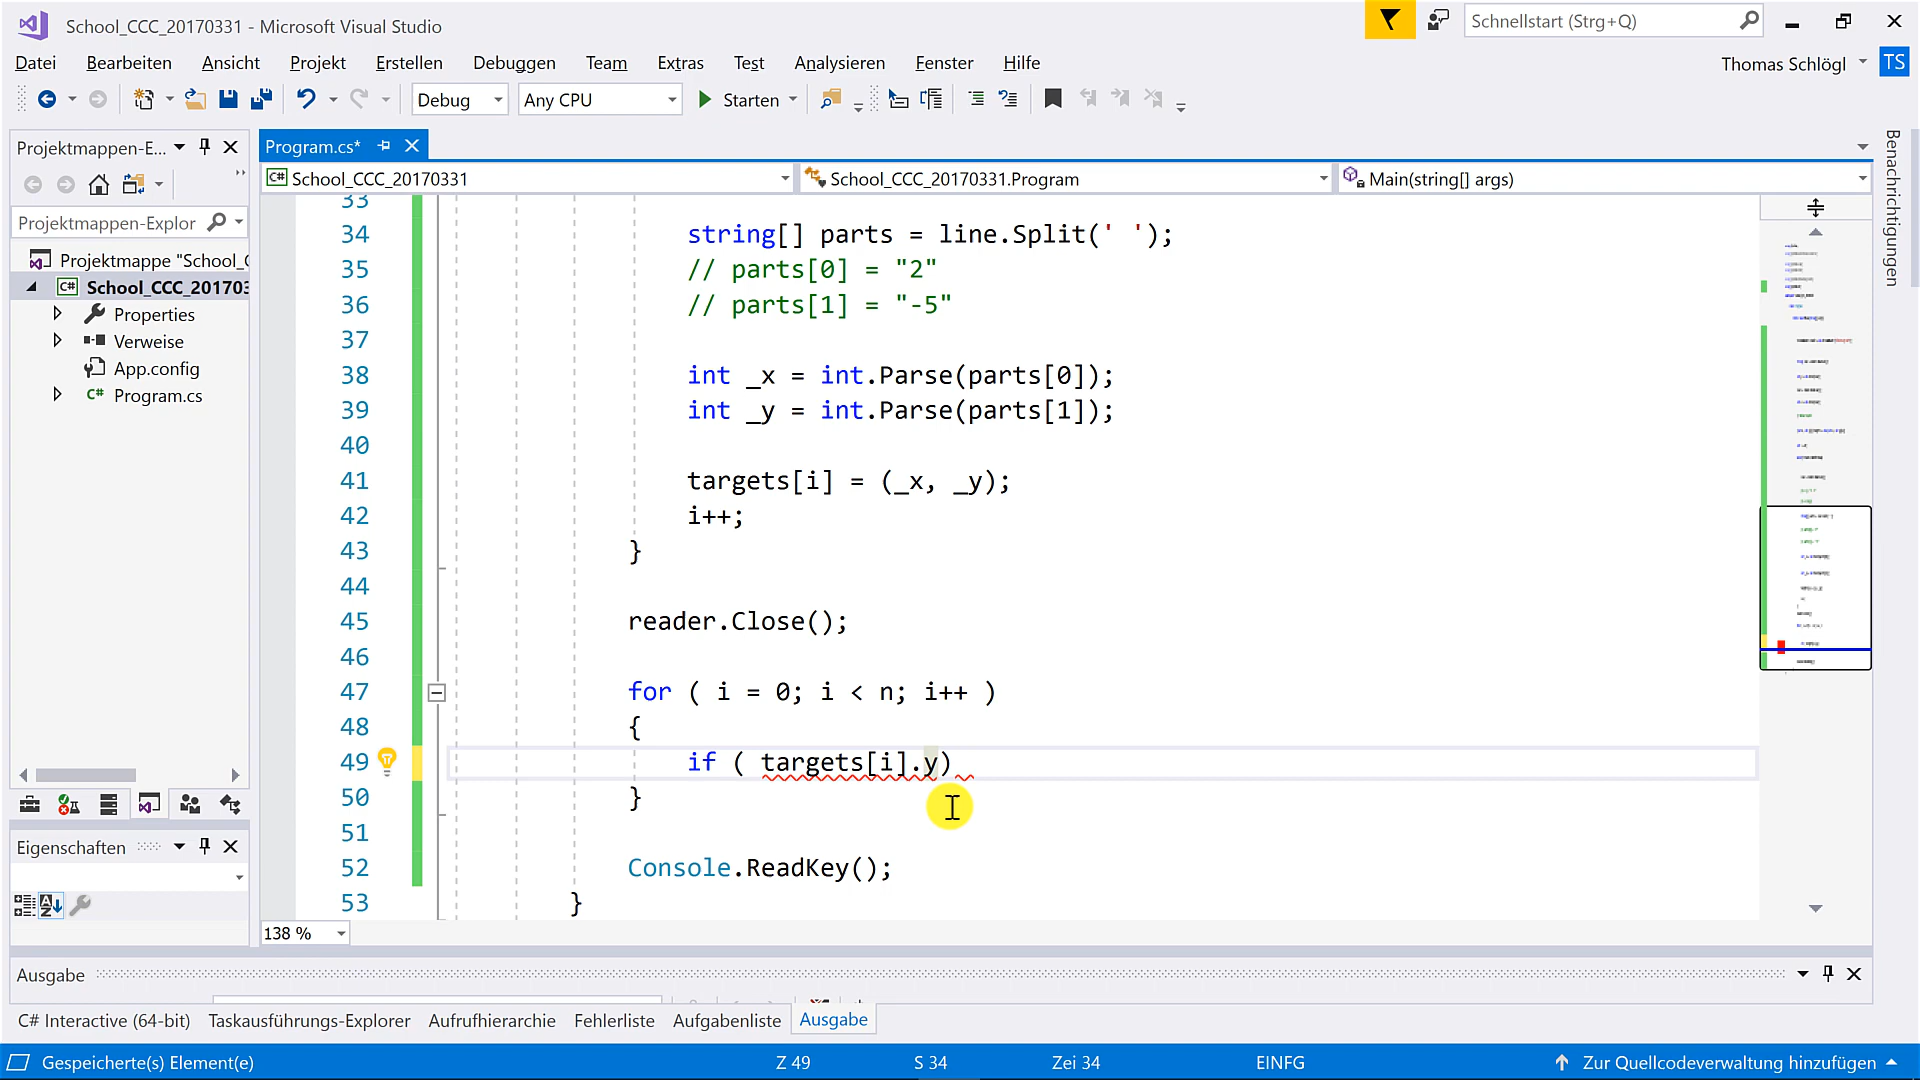 School_CCC_20170331 - Microsoft Visual Studio
Schnellstart (Strg+Q)
Datei Bearbeiten Ansicht Projekt Erstellen Debuggen Team Extras Test Analysieren Fenster Hilfe
Thomas Schlögl TS
Debug Any CPU Starten
Projektmappen-E...
Program.cs*
School_CCC_20170331
School_CCC_20170331.Program
Main(string[] args)
Benachrichtigungen
Projektmappen-Explor
Projektmappe "School_C
C# School_CCC_201703
Properties
Verweise
App.config
C# Program.cs
33
34 string[] parts = line.Split(' ');
35 // parts[0] = "2"
36 // parts[1] = "-5"
37
38 int _x = int.Parse(parts[0]);
39 int _y = int.Parse(parts[1]);
40
41 targets[i] = (_x, _y);
42 i++;
43 }
44
45 reader.Close();
46
47 for ( i = 0; i < n; i++ )
48 {
49 if ( targets[i].y)
50 }
51
52 Console.ReadKey();
53 }
138 %
Eigenschaften
Ausgabe
C# Interactive (64-bit) Taskausführungs-Explorer Aufrufhierarchie Fehlerliste Aufgabenliste Ausgabe
Gespeicherte(s) Element(e) Z 49 S 34 Zei 34 EINFG Zur Quellcodeverwaltung hinzufügen